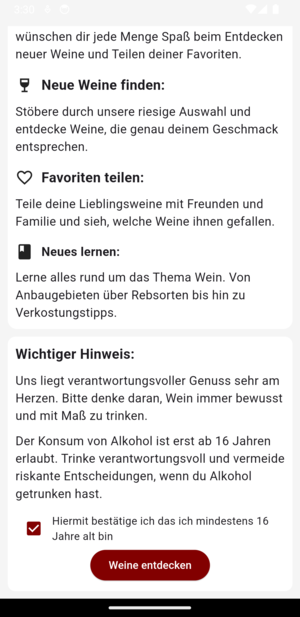 3:30
wünschen dir jede Menge Spaß beim Entdecken
neuer Weine und Teilen deiner Favoriten.
Neue Weine finden:
Stöbere durch unsere riesige Auswahl und
entdecke Weine, die genau deinem Geschmack
entsprechen.
Favoriten teilen:
Teile deine Lieblingsweine mit Freunden und
Familie und sieh, welche Weine ihnen gefallen.
Neues lernen:
Lerne alles rund um das Thema Wein. Von
Anbaugebieten über Rebsorten bis hin zu
Verkostungstipps.
Wichtiger Hinweis:
Uns liegt verantwortungsvoller Genuss sehr am
Herzen. Bitte denke daran, Wein immer bewusst
und mit Maß zu trinken.
Der Konsum von Alkohol ist erst ab 16 Jahren
erlaubt. Trinke verantwortungsvoll und vermeide
riskante Entscheidungen, wenn du Alkohol
getrunken hast.
Hiermit bestätige ich das ich mindestens 16
Jahre alt bin
Weine entdecken